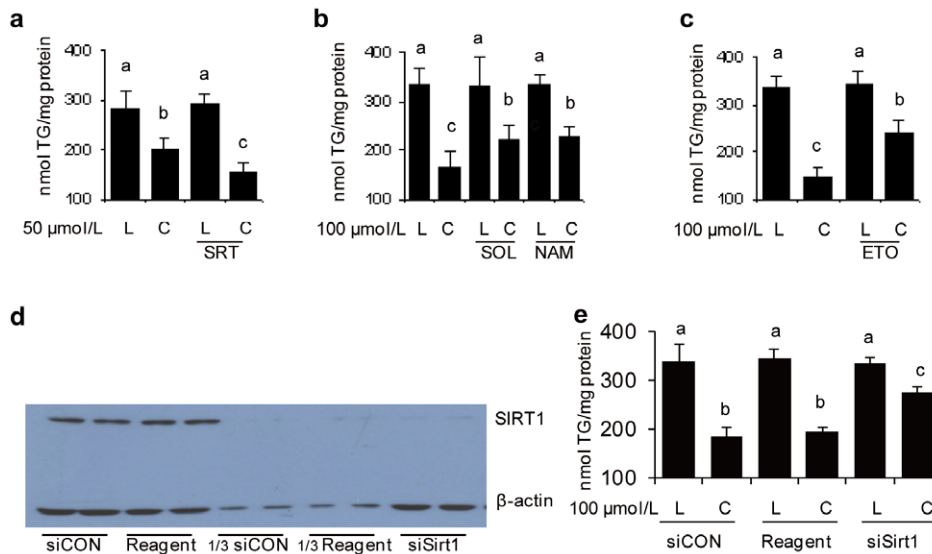 a
nmol TG/mg protein
400
300
200
100
a
b
a
c
50 µmol/L L C L C
SRT
b
nmol TG/mg protein
400
300
200
100
a
c
a
b
a
b
c
100 µmol/L L C L C L C
SOL NAM
c
nmol TG/mg protein
400
300
200
100
a
c
a
b
100 µmol/L L C L C
ETO
d
SIRT1
β-actin
siCON Reagent 1/3 siCON 1/3 Reagent siSirt1
e
nmol TG/mg protein
400
300
200
100
a
b
a
b
a
c
100 µmol/L L C L C L C
siCON Reagent siSirt1